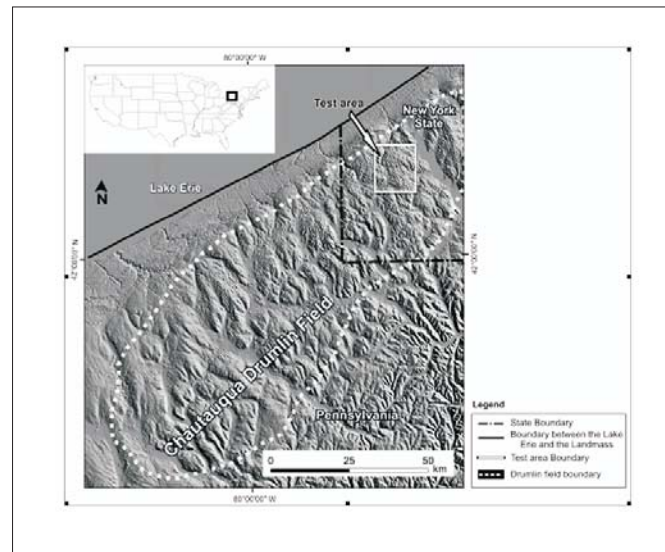 80°00'00" W
Test area
New York
State
Lake Erie
N
42°00'00" N
42°00'00" N
Chautauqua Drumlin Field
Pennsylvania
0 25 50
km
80°00'00" W
Legend
State Boundary
Boundary between the Lake
Erie and the Landmass
Test area Boundary
Drumlin field boundary